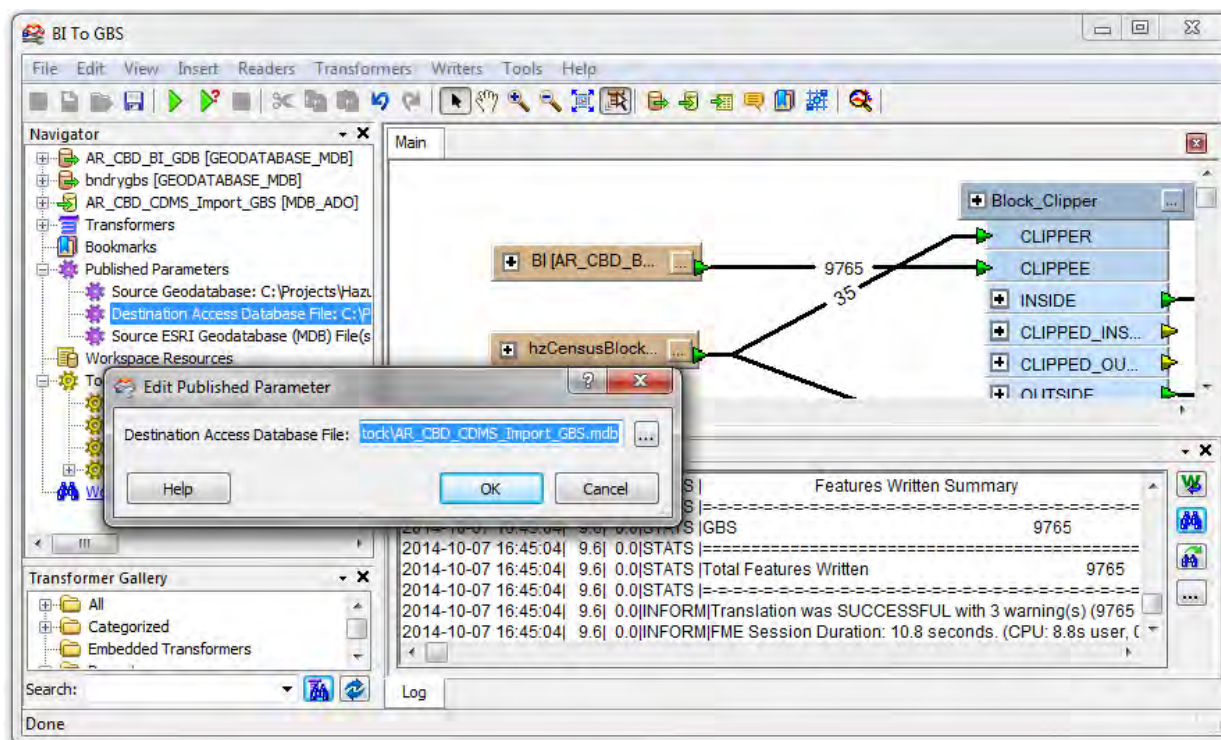 BI To GBS
File Edit View Insert Readers Transformers Writers Tools Help
Navigator
AR_CBD_BI_GDB [GEODATABASE_MDB]
bndrygbs [GEODATABASE_MDB]
AR_CBD_CDMS_Import_GBS [MDB_ADO]
Transformers
Bookmarks
Published Parameters
Source Geodatabase: C:\Projects\Hazu
Destination Access Database File: C:\P
Source ESRI Geodatabase (MDB) File(s
Workspace Resources
To
Main
BI [AR_CBD_B... ...
9765
35
hzCensusBlock... ...
Block_Clipper ...
CLIPPER
CLIPPEE
INSIDE
CLIPPED_INS...
CLIPPED_OU...
OUTSIDE
Edit Published Parameter
Destination Access Database File: tock\AR_CBD_CDMS_Import_GBS.mdb ...
Help OK Cancel
S| Features Written Summary
S |=-=-=-=-=-=-=-=-=-=-=-=-=-=-=-=-=-=-=-=-=-=-=-=-=
2014-10-07 16:45:04| 9.6| 0.0|STATS |GBS 9765
2014-10-07 16:45:04| 9.6| 0.0|STATS |==============================================
2014-10-07 16:45:04| 9.6| 0.0|STATS |Total Features Written 9765
2014-10-07 16:45:04| 9.6| 0.0|STATS |=-=-=-=-=-=-=-=-=-=-=-=-=-=-=-=-=-=-=-=-=-=-=-=-=
2014-10-07 16:45:04| 9.6| 0.0|INFORM|Translation was SUCCESSFUL with 3 warning(s) (9765
2014-10-07 16:45:04| 9.6| 0.0|INFORM|FME Session Duration: 10.8 seconds. (CPU: 8.8s user,
Transformer Gallery
All
Categorized
Embedded Transformers
Search:
Log
Done